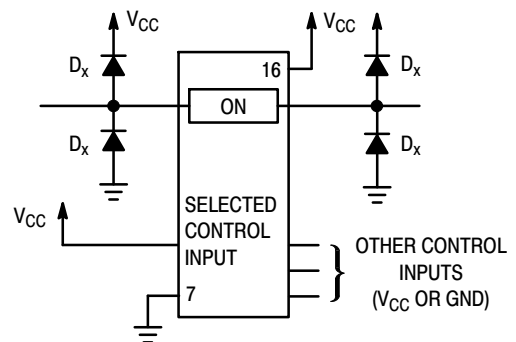 V_CC
V_CC
16
D_x
D_x
ON
D_x
D_x
V_CC
SELECTED
CONTROL
INPUT
OTHER CONTROL
INPUTS
(V_CC OR GND)
7